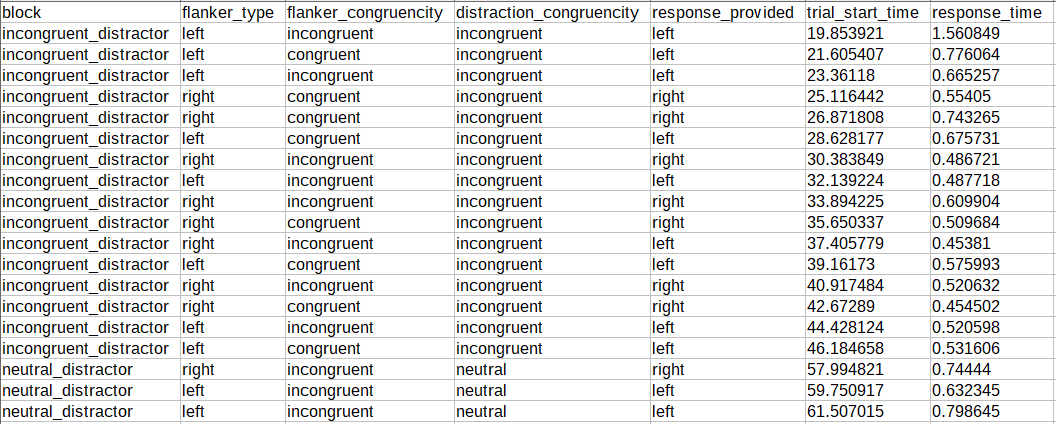 block flanker_type flanker_congruencity distraction_congruency response_provided trial_start_time response_time
incongruent_distractor left incongruent incongruent left 19.853921 1.560849
incongruent_distractor left congruent incongruent left 21.605407 0.776064
incongruent_distractor left incongruent incongruent left 23.36118 0.665257
incongruent_distractor right congruent incongruent right 25.116442 0.55405
incongruent_distractor right congruent incongruent right 26.871808 0.743265
incongruent_distractor left congruent incongruent left 28.628177 0.675731
incongruent_distractor right incongruent incongruent right 30.383849 0.486721
incongruent_distractor left incongruent incongruent left 32.139224 0.487718
incongruent_distractor right incongruent incongruent right 33.894225 0.609904
incongruent_distractor right congruent incongruent right 35.650337 0.509684
incongruent_distractor right incongruent incongruent left 37.405779 0.45381
incongruent_distractor left congruent incongruent left 39.16173 0.575993
incongruent_distractor right incongruent incongruent right 40.917484 0.520632
incongruent_distractor right congruent incongruent right 42.67289 0.454502
incongruent_distractor left incongruent incongruent left 44.428124 0.520598
incongruent_distractor left congruent incongruent left 46.184658 0.531606
neutral_distractor right incongruent neutral right 57.994821 0.74444
neutral_distractor left incongruent neutral left 59.750917 0.632345
neutral_distractor left incongruent neutral left 61.507015 0.798645